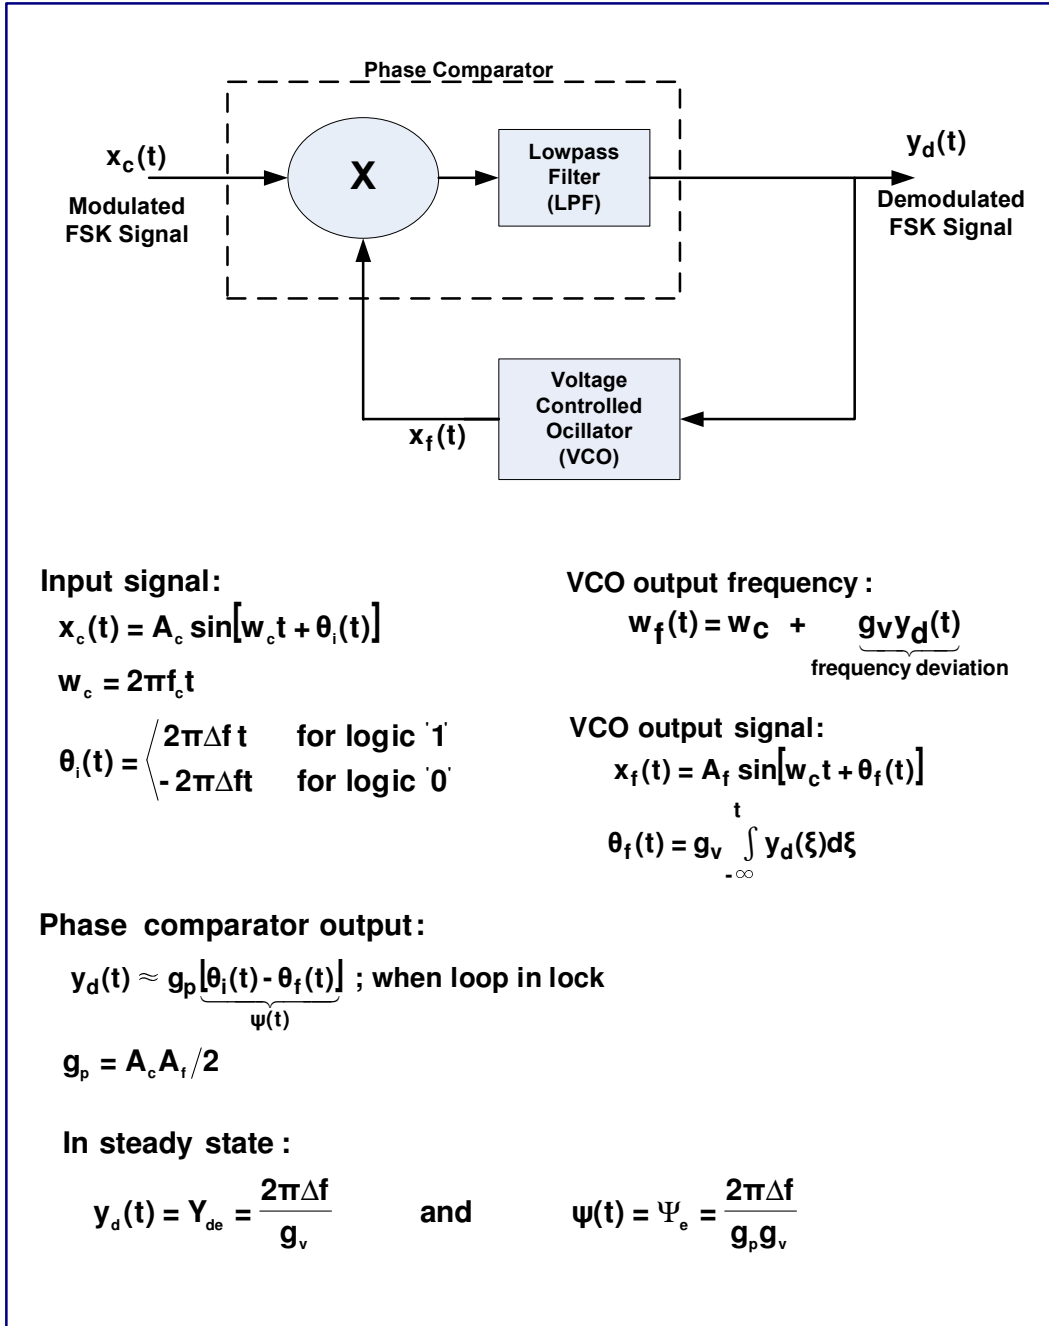 Phase Comparator
x_c(t)
Modulated
FSK Signal
X
Lowpass
Filter
(LPF)
y_d(t)
Demodulated
FSK Signal
Voltage
Controlled
Ocillator
(VCO)
x_f(t)
Input signal:
x_c(t) = A_c sin[w_c t + θ_i(t)]
w_c = 2πf_c t
θ_i(t) = ⟨ 2πΔf t for logic '1'
- 2πΔft for logic '0'
VCO output frequency :
w_f(t) = w_c + g_v y_d(t)
frequency deviation
VCO output signal:
x_f(t) = A_f sin[w_c t + θ_f(t)]
θ_f(t) = g_v ∫_{-∞}^{t} y_d(ξ)dξ
Phase comparator output:
y_d(t) ≈ g_p [θ_i(t) - θ_f(t)] ; when loop in lock
ψ(t)
g_p = A_c A_f / 2
In steady state :
y_d(t) = Y_de = 2πΔf / g_v and ψ(t) = Ψ_e = 2πΔf / g_p g_v